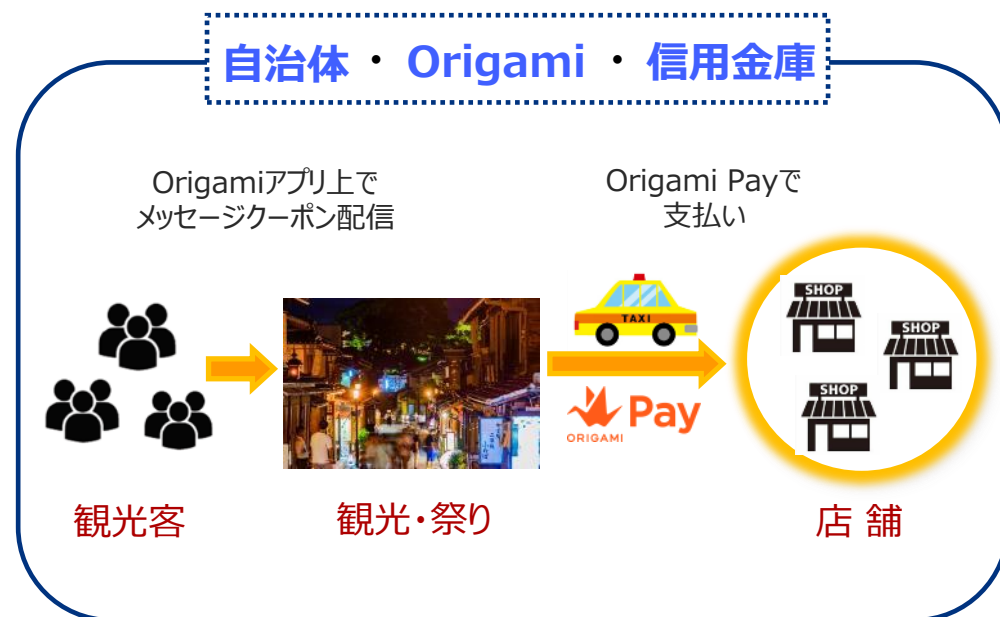 自治体 ・ Origami ・ 信用金庫
Origamiアプリ上で
メッセージクーポン配信
Origami Payで
支払い
TAXI
Pay
ORIGAMI
SHOP
SHOP
SHOP
観光客
観光・祭り
店 舗